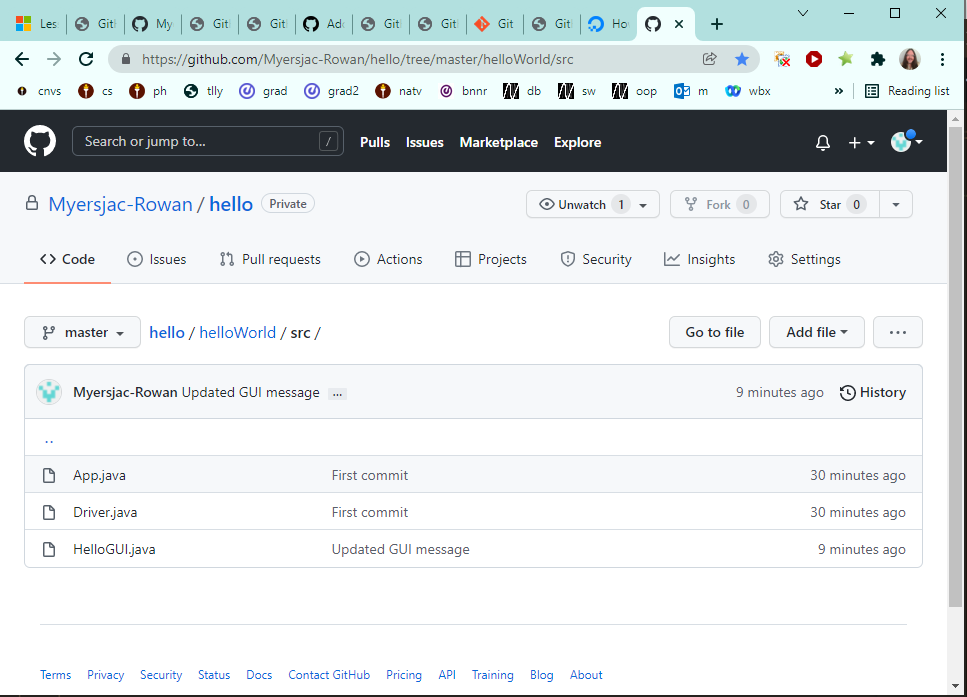 Les Git My Git Git Add Git Git Git Git Ho
https://github.com/Myersjac-Rowan/hello/tree/master/helloWorld/src
cnvs cs ph tlly grad grad2 natv bnnr db sw oop m wbx » Reading list
Search or jump to... / Pulls Issues Marketplace Explore
Myersjac-Rowan / hello Private Unwatch 1 Fork 0 Star 0
Code Issues Pull requests Actions Projects Security Insights Settings
master hello / helloWorld / src / Go to file Add file ...
Myersjac-Rowan Updated GUI message ... 9 minutes ago History
..
App.java First commit 30 minutes ago
Driver.java First commit 30 minutes ago
HelloGUI.java Updated GUI message 9 minutes ago
Terms Privacy Security Status Docs Contact GitHub Pricing API Training Blog About